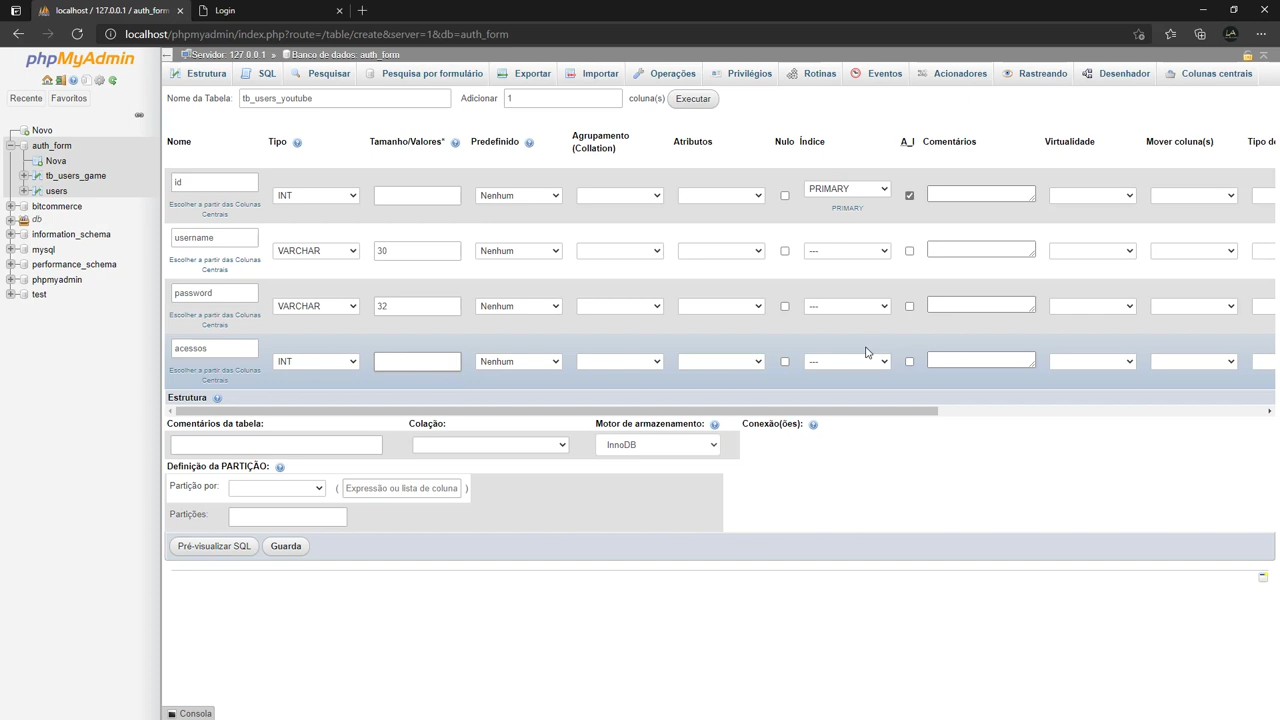 localhost / 127.0.0.1 / auth_form
Login
localhost/phpmyadmin/index.php?route=/table/create&server=1&db=auth_form
phpMyAdmin
Recente
Favoritos
Novo
auth_form
Nova
tb_users_game
users
bitcommerce
db
information_schema
mysql
performance_schema
phpmyadmin
test
Servidor: 127.0.0.1 » Banco de dados: auth_form
Estrutura SQL Pesquisar Pesquisa por formulário Exportar Importar Operações Privilégios Rotinas Eventos Acionadores Rastreando Desenhador Colunas centrais
Nome da Tabela: tb_users_youtube Adicionar 1 coluna(s) Executar
Nome Tipo Tamanho/Valores* Predefinido Agrupamento (Collation) Atributos Nulo Índice A_I Comentários Virtualidade Mover coluna(s) Tipo de
id INT Nenhum PRIMARY
Escolher a partir das Colunas Centrais PRIMARY
username VARCHAR 30 Nenhum ---
Escolher a partir das Colunas Centrais
password VARCHAR 32 Nenhum ---
Escolher a partir das Colunas Centrais
acessos INT Nenhum ---
Escolher a partir das Colunas Centrais
Estrutura
Comentários da tabela: Colação: Motor de armazenamento: Conexão(ões):
InnoDB
Definição da PARTIÇÃO:
Partição por: ( Expressão ou lista de coluna )
Partições:
Pré-visualizar SQL Guarda
Consola